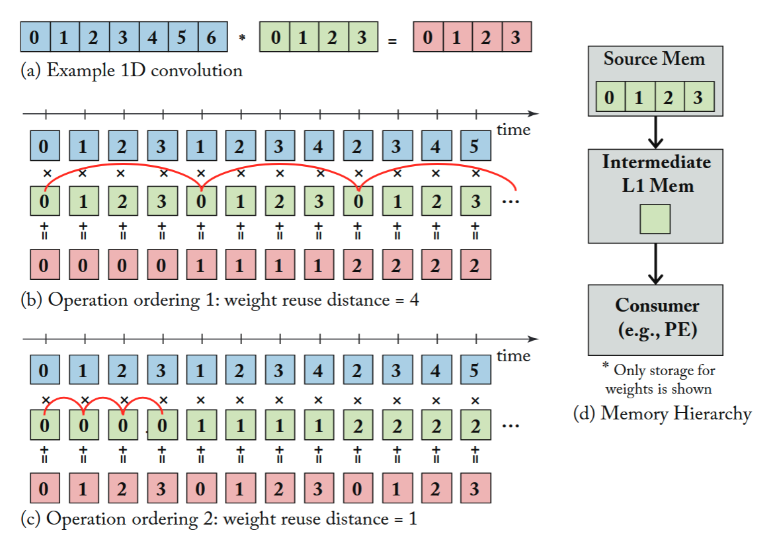 0 1 2 3 4 5 6 * 0 1 2 3 = 0 1 2 3
(a) Example 1D convolution
time
0 1 2 3 1 2 3 4 2 3 4 5
× × × × × × × × × × × ×
0 1 2 3 0 1 2 3 0 1 2 3 ...
+= += += += += += += += += += += +=
0 0 0 0 1 1 1 1 2 2 2 2
(b) Operation ordering 1: weight reuse distance = 4
time
0 1 2 3 1 2 3 4 2 3 4 5
× × × × × × × × × × × ×
0 0 0 0 1 1 1 1 2 2 2 2 ...
+= += += += += += += += += += += +=
0 1 2 3 0 1 2 3 0 1 2 3
(c) Operation ordering 2: weight reuse distance = 1
Source Mem
0 1 2 3
Intermediate
L1 Mem
Consumer
(e.g., PE)
* Only storage for
weights is shown
(d) Memory Hierarchy